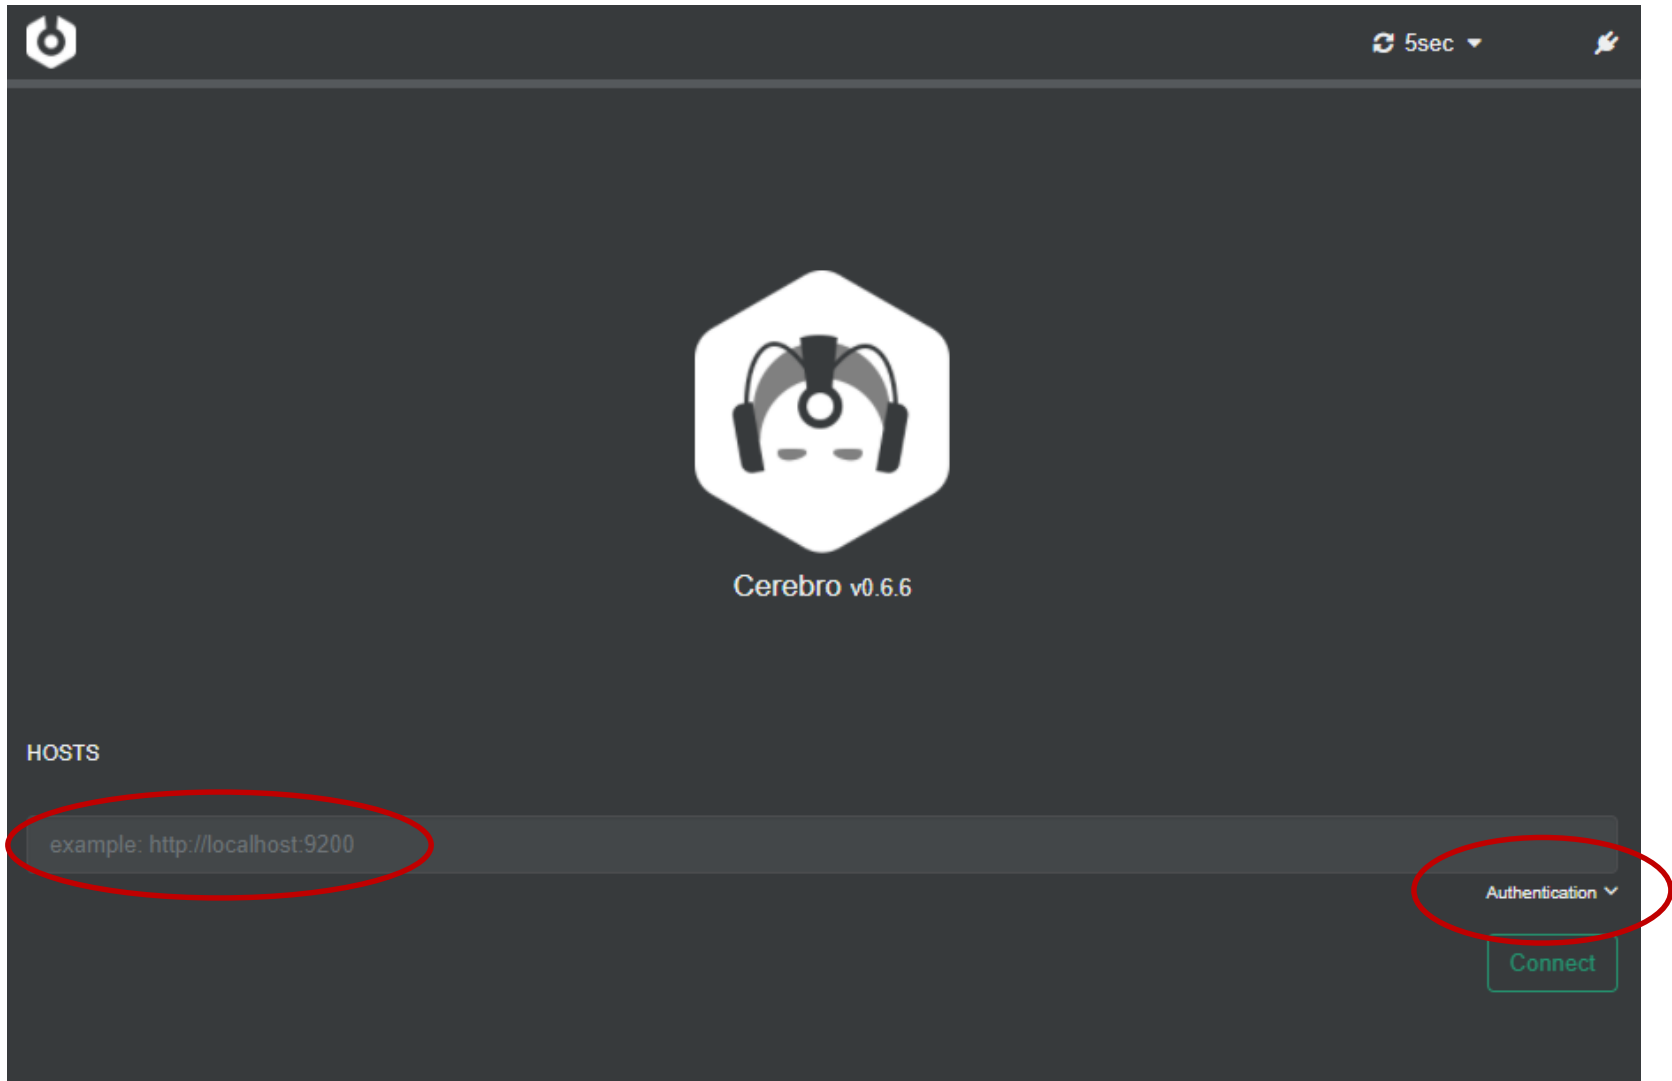 5sec
Cerebro v0.6.6
HOSTS
example: http://localhost:9200
Authentication
Connect